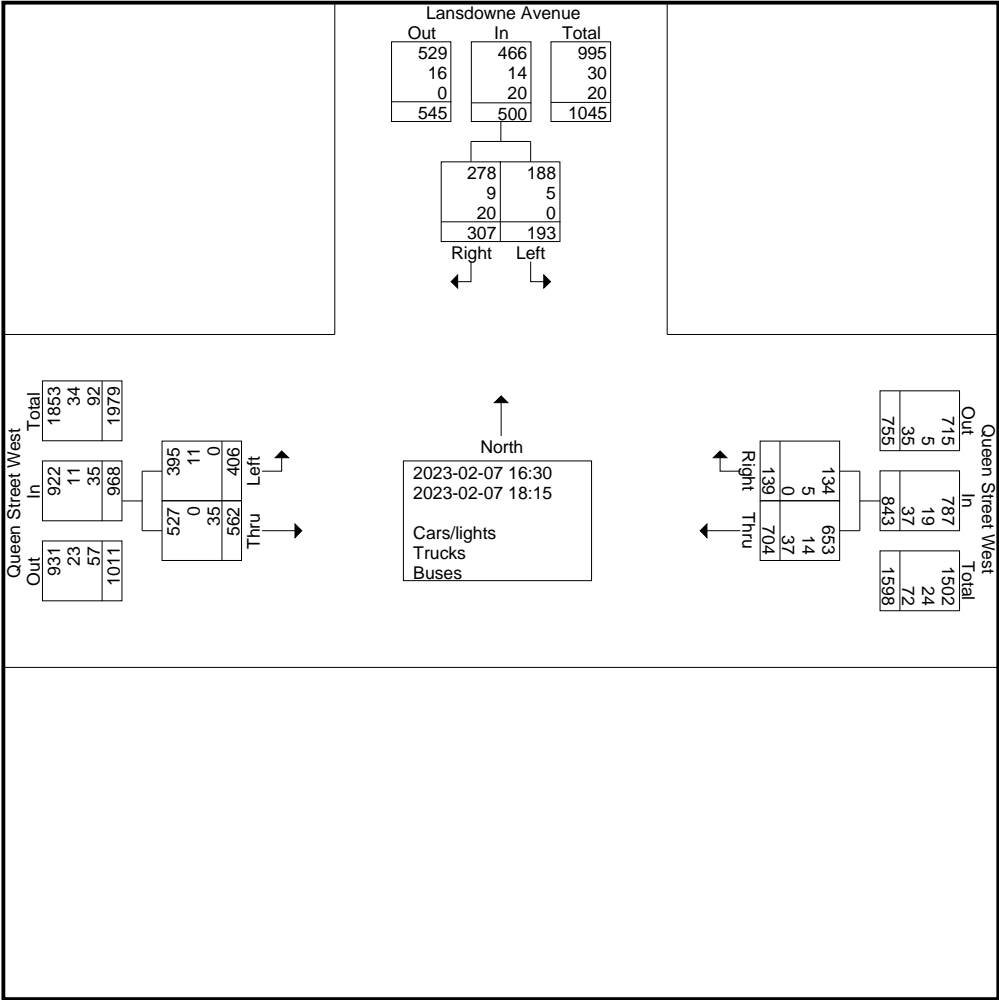 Lansdowne Avenue
Out In Total
529 466 995
16 14 30
0 20 20
545 500 1045
278 188
9 5
20 0
307 193
Right Left
Queen Street West
Total
1853
34
92
1979
In
922
11
35
968
Out
931
23
57
1011
Left
395
11
0
406
Thru
527
0
35
562
North
2023-02-07 16:30
2023-02-07 18:15
Cars/lights
Trucks
Buses
Right
134
5
0
139
Thru
653
14
37
704
Queen Street West
Out
715
5
35
755
In
787
19
37
843
Total
1502
24
72
1598